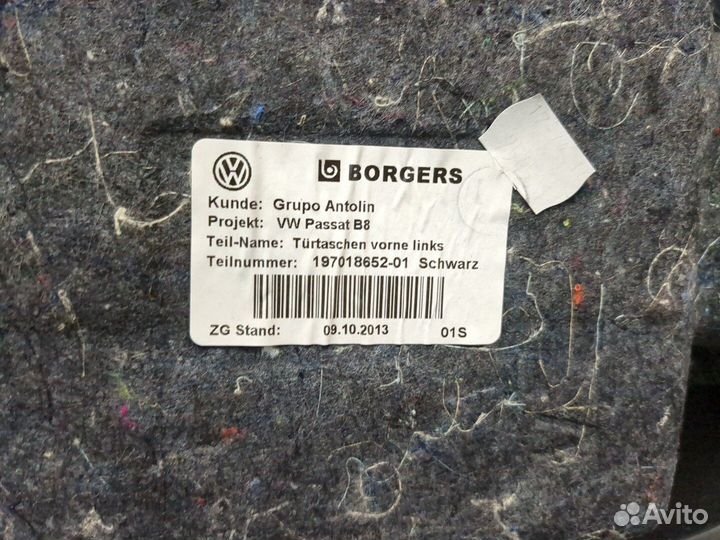 BORGERS
Kunde: Grupo Antolin
Projekt: VW Passat B8
Teil-Name: Türtaschen vorne links
Teilnummer: 197018652-01 Schwarz
ZG Stand: 09.10.2013 01S
Avito